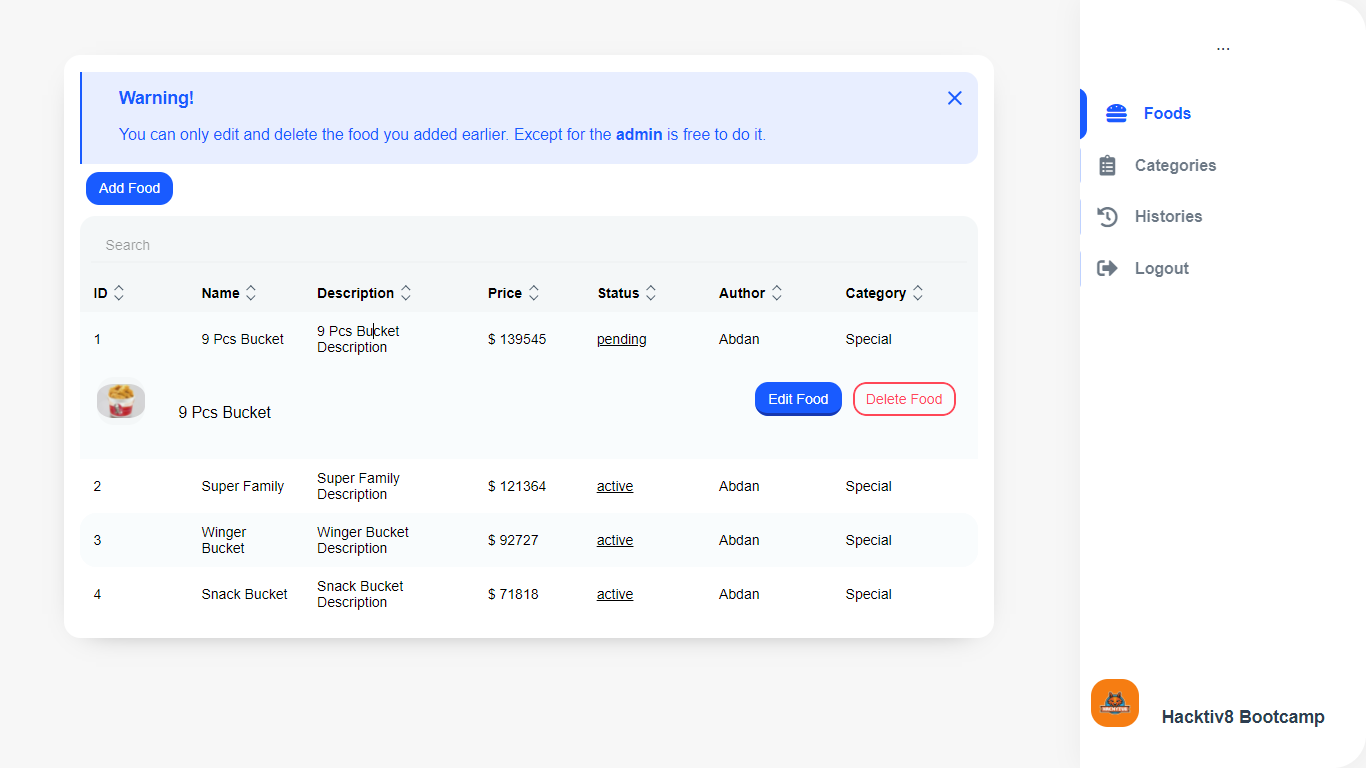 ...
Warning!
You can only edit and delete the food you added earlier. Except for the admin is free to do it.
Add Food
Search
ID Name Description Price Status Author Category
1 9 Pcs Bucket 9 Pcs Bucket Description $ 139545 pending Abdan Special
9 Pcs Bucket Edit Food Delete Food
2 Super Family Super Family Description $ 121364 active Abdan Special
3 Winger Bucket Winger Bucket Description $ 92727 active Abdan Special
4 Snack Bucket Snack Bucket Description $ 71818 active Abdan Special
Foods
Categories
Histories
Logout
Hacktiv8 Bootcamp